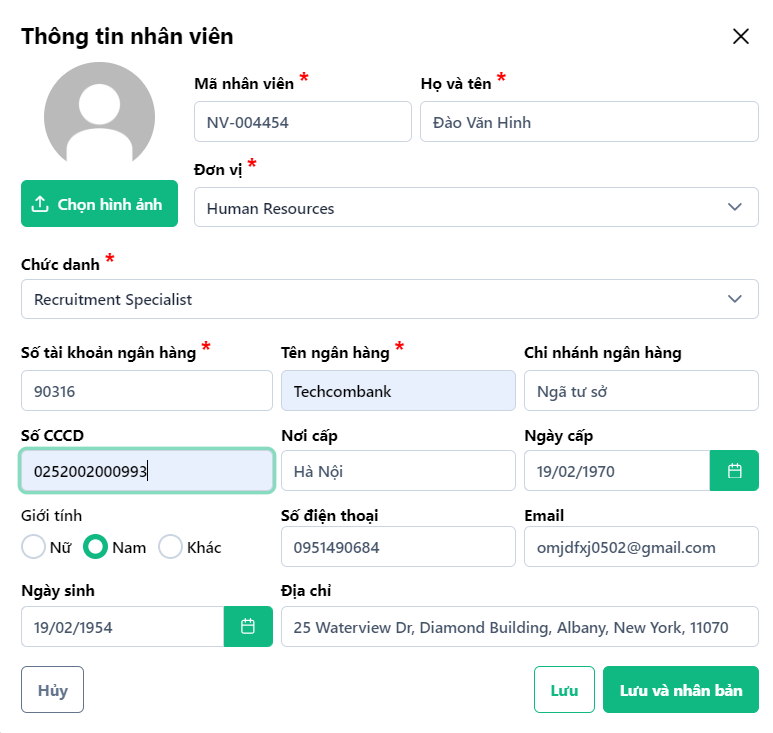 Thông tin nhân viên
Mã nhân viên *
Họ và tên *
NV-004454
Đào Văn Hinh
Đơn vị *
Chọn hình ảnh
Human Resources
Chức danh *
Recruitment Specialist
Số tài khoản ngân hàng *
Tên ngân hàng *
Chi nhánh ngân hàng
90316
Techcombank
Ngã tư sở
Số CCCD
Nơi cấp
Ngày cấp
0252002000993
Hà Nội
19/02/1970
Giới tính
Số điện thoại
Email
Nữ
Nam
Khác
0951490684
omjdfxj0502@gmail.com
Ngày sinh
Địa chỉ
19/02/1954
25 Waterview Dr, Diamond Building, Albany, New York, 11070
Hủy
Lưu
Lưu và nhân bản